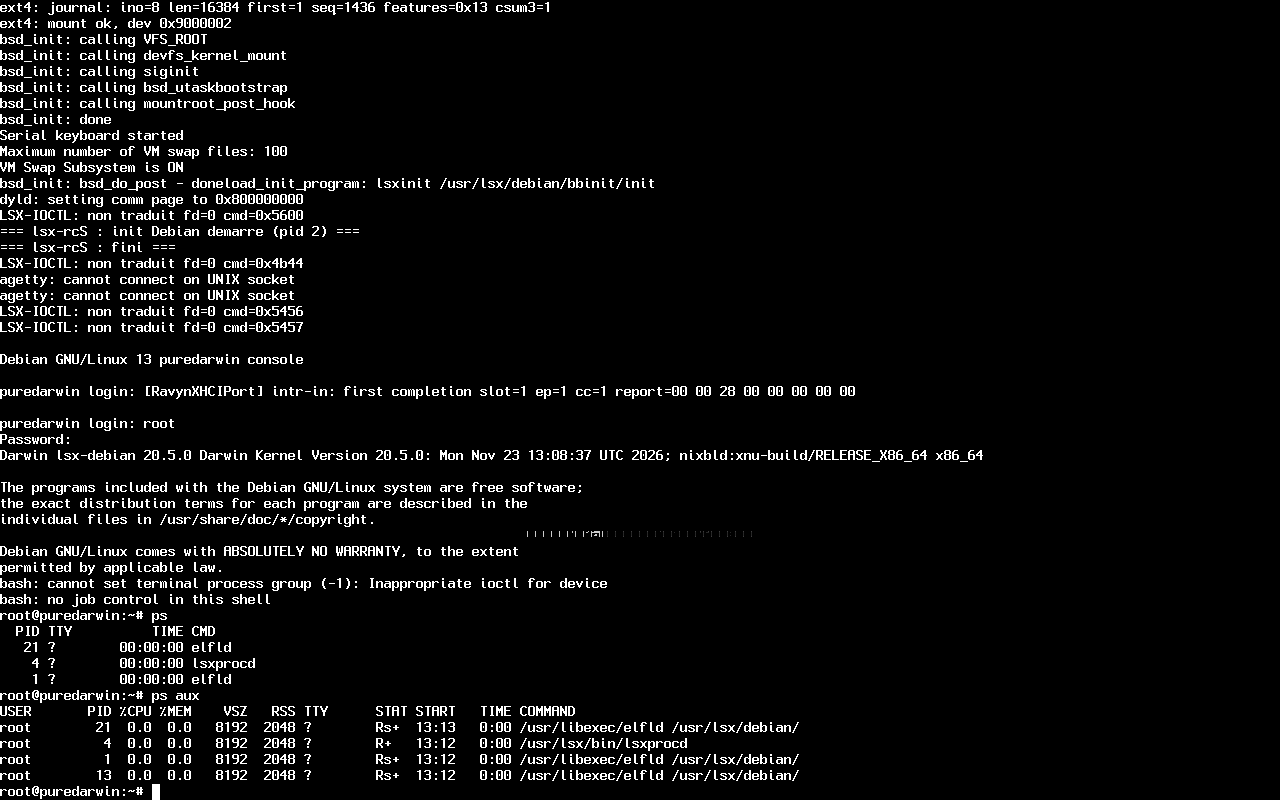 ext4: journal: ino=8 len=16384 first=1 seq=1436 features=0x13 csum3=1
ext4: mount ok, dev 0x9000002
bsd_init: calling VFS_ROOT
bsd_init: calling devfs_kernel_mount
bsd_init: calling siginit
bsd_init: calling bsd_utaskbootstrap
bsd_init: calling mountroot_post_hook
bsd_init: done
Serial keyboard started
Maximum number of VM swap files: 100
VM Swap Subsystem is ON
bsd_init: bsd_do_post - doneload_init_program: lsxinit /usr/lsx/debian/bbinit/init
dyld: setting comm page to 0x800000000
LSX-IOCTL: non traduit fd=0 cmd=0x5600
=== lsx-rcS : init Debian demarre (pid 2) ===
=== lsx-rcS : fini ===
LSX-IOCTL: non traduit fd=0 cmd=0x4b44
agetty: cannot connect on UNIX socket
agetty: cannot connect on UNIX socket
LSX-IOCTL: non traduit fd=0 cmd=0x5456
LSX-IOCTL: non traduit fd=0 cmd=0x5457
Debian GNU/Linux 13 puredarwin console
puredarwin login: [RavynXHCIPort] intr-in: first completion slot=1 ep=1 cc=1 report=00 00 28 00 00 00 00 00
puredarwin login: root
Password:
Darwin lsx-debian 20.5.0 Darwin Kernel Version 20.5.0: Mon Nov 23 13:08:37 UTC 2026; nixbld:xnu-build/RELEASE_X86_64 x86_64
The programs included with the Debian GNU/Linux system are free software;
the exact distribution terms for each program are described in the
individual files in /usr/share/doc/*/copyright.
Debian GNU/Linux comes with ABSOLUTELY NO WARRANTY, to the extent
permitted by applicable law.
bash: cannot set terminal process group (-1): Inappropriate ioctl for device
bash: no job control in this shell
root@puredarwin:~# ps
PID TTY TIME CMD
21 ? 00:00:00 elfld
4 ? 00:00:00 lsxprocd
1 ? 00:00:00 elfld
root@puredarwin:~# ps aux
USER PID %CPU %MEM VSZ RSS TTY STAT START TIME COMMAND
root 21 0.0 0.0 8192 2048 ? Rs+ 13:13 0:00 /usr/libexec/elfld /usr/lsx/debian/
root 4 0.0 0.0 8192 2048 ? R+ 13:12 0:00 /usr/lsx/bin/lsxprocd
root 1 0.0 0.0 8192 2048 ? Rs+ 13:12 0:00 /usr/libexec/elfld /usr/lsx/debian/
root 13 0.0 0.0 8192 2048 ? Rs+ 13:12 0:00 /usr/libexec/elfld /usr/lsx/debian/
root@puredarwin:~#